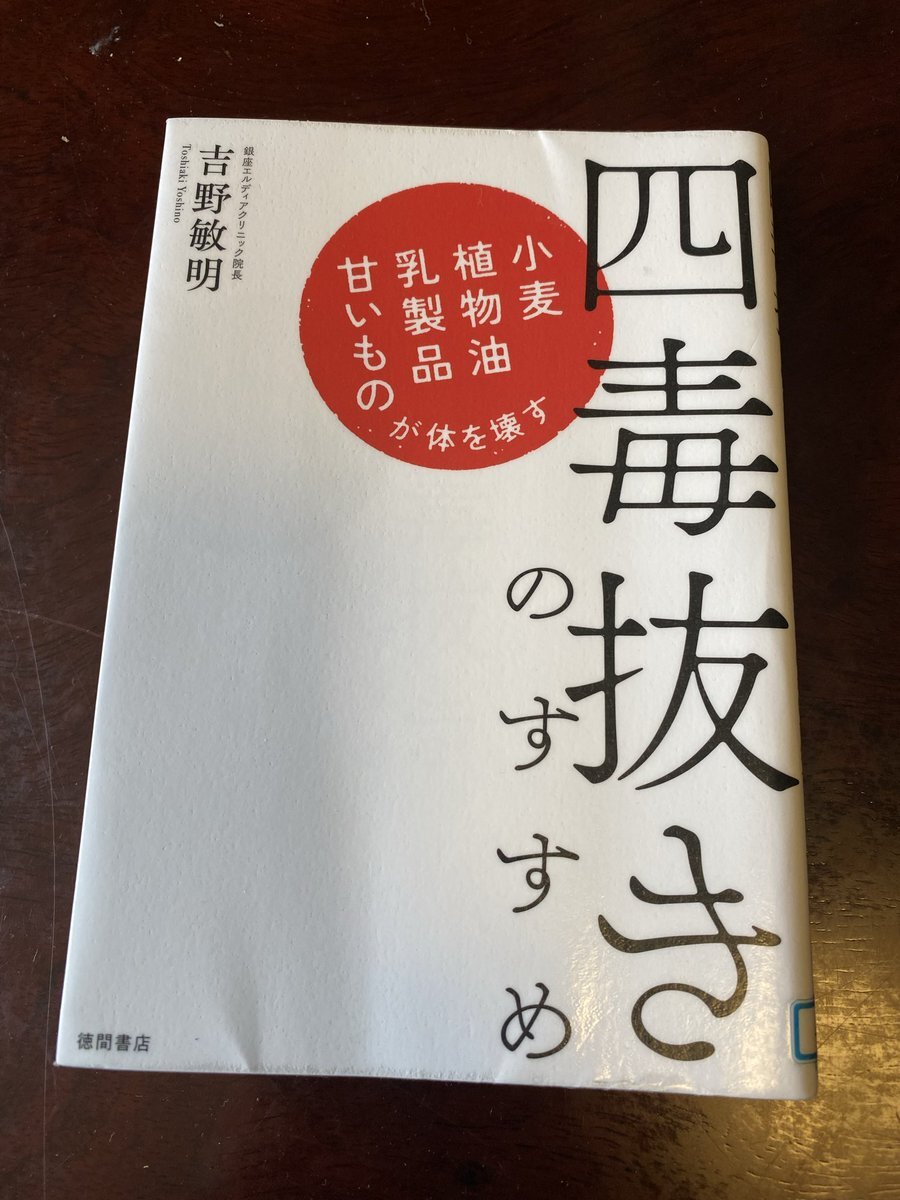 四毒抜き
のすすめ
小麦
植物油
乳製品
甘いもの
が体を壊す
銀座エルディアクリニック院長
吉野敏明
Toshiaki Yoshino
徳間書店